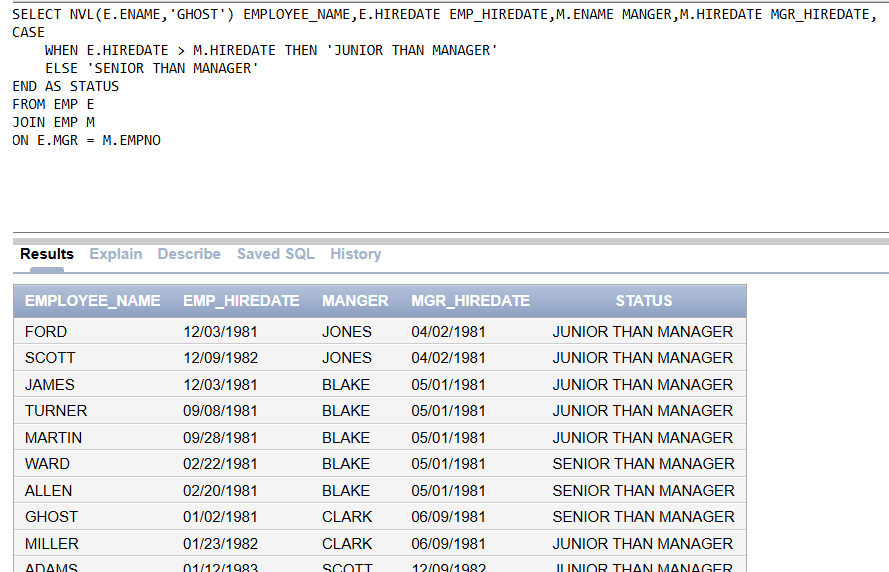 SELECT NVL(E.ENAME,'GHOST') EMPLOYEE_NAME,E.HIREDATE EMP_HIREDATE,M.ENAME MANGER,M.HIREDATE MGR_HIREDATE,
CASE
WHEN E.HIREDATE > M.HIREDATE THEN 'JUNIOR THAN MANAGER'
ELSE 'SENIOR THAN MANAGER'
END AS STATUS
FROM EMP E
JOIN EMP M
ON E.MGR = M.EMPNO
Results Explain Describe Saved SQL History
EMPLOYEE_NAME EMP_HIREDATE MANGER MGR_HIREDATE STATUS
FORD 12/03/1981 JONES 04/02/1981 JUNIOR THAN MANAGER
SCOTT 12/09/1982 JONES 04/02/1981 JUNIOR THAN MANAGER
JAMES 12/03/1981 BLAKE 05/01/1981 JUNIOR THAN MANAGER
TURNER 09/08/1981 BLAKE 05/01/1981 JUNIOR THAN MANAGER
MARTIN 09/28/1981 BLAKE 05/01/1981 JUNIOR THAN MANAGER
WARD 02/22/1981 BLAKE 05/01/1981 SENIOR THAN MANAGER
ALLEN 02/20/1981 BLAKE 05/01/1981 SENIOR THAN MANAGER
GHOST 01/02/1981 CLARK 06/09/1981 SENIOR THAN MANAGER
MILLER 01/23/1982 CLARK 06/09/1981 JUNIOR THAN MANAGER
ADAMS 01/12/1983 SCOTT 12/09/1982 JUNIOR THAN MANAGER